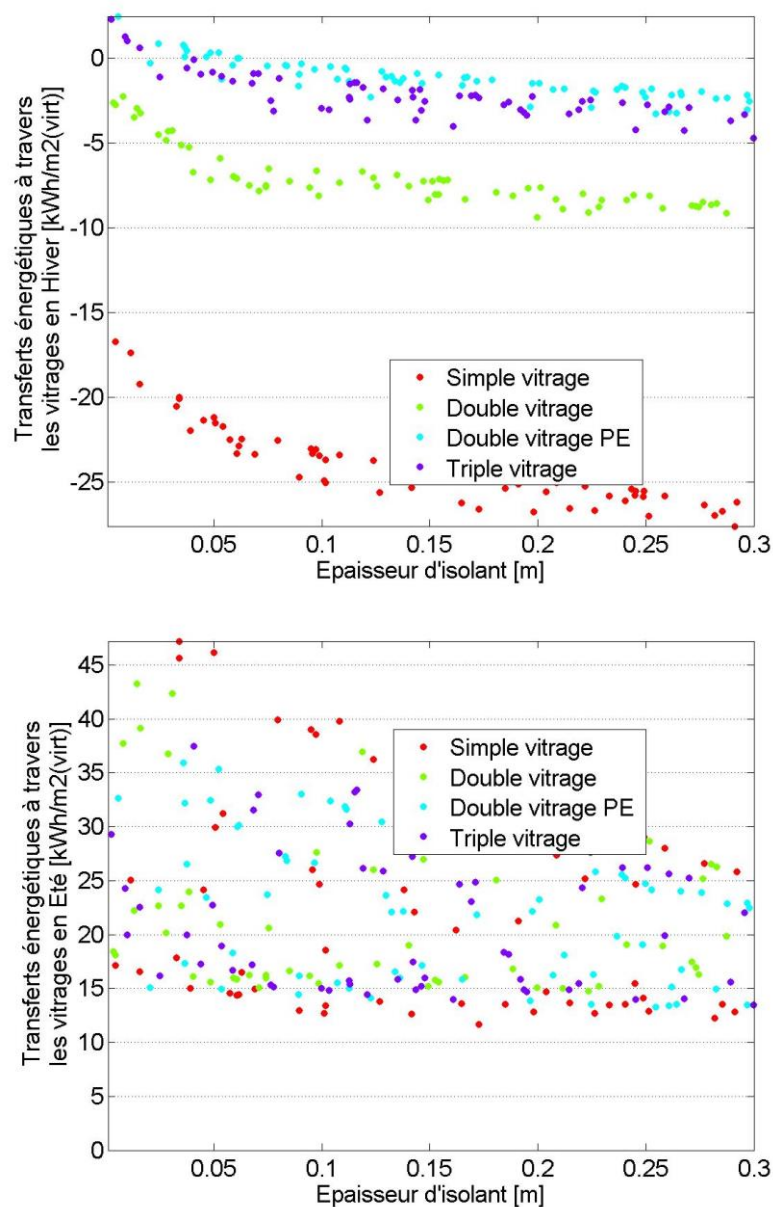 Transferts énergétiques à travers
les vitrages en Hiver [kWh/m2(virt)]
0
-5
-10
-15
-20
-25
Simple vitrage
Double vitrage
Double vitrage PE
Triple vitrage
0.05
0.1
0.15
0.2
0.25
0.3
Epaisseur d'isolant [m]
Transferts énergétiques à travers
les vitrages en Eté [kWh/m2(virt)]
45
40
35
30
25
20
15
10
5
0
Simple vitrage
Double vitrage
Double vitrage PE
Triple vitrage
0.05
0.1
0.15
0.2
0.25
0.3
Epaisseur d'isolant [m]